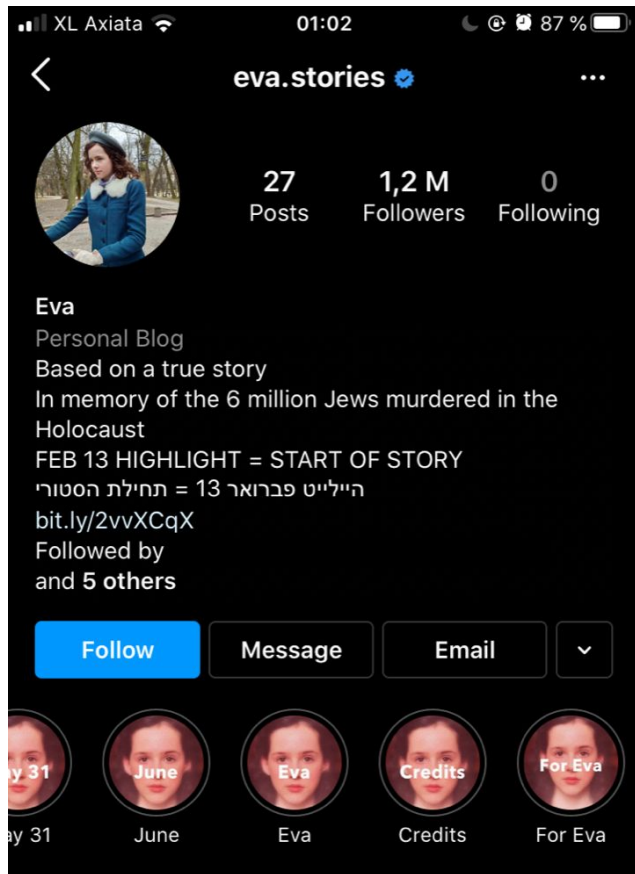 XL Axiata 01:02 87 %
eva.stories
27 1,2 M 0
Posts Followers Following
Eva
Personal Blog
Based on a true story
In memory of the 6 million Jews murdered in the
Holocaust
FEB 13 HIGHLIGHT = START OF STORY
היילייט פברואר 13 = תחילת הסטורי
bit.ly/2vvXCqX
Followed by
and 5 others
Follow Message Email
ay 31 June Eva Credits For Eva
ay 31 June Eva Credits For Eva